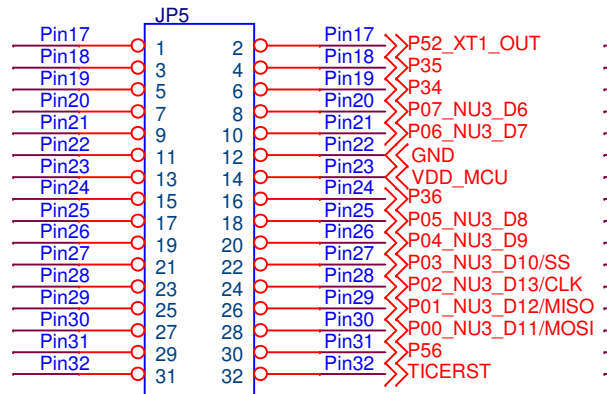 JP5
Pin17 1 2 Pin17 P52_XT1_OUT
Pin18 3 4 Pin18 P35
Pin19 5 6 Pin19 P34
Pin20 7 8 Pin20 P07_NU3_D6
Pin21 9 10 Pin21 P06_NU3_D7
Pin22 11 12 Pin22 GND
Pin23 13 14 Pin23 VDD_MCU
Pin24 15 16 Pin24 P36
Pin25 17 18 Pin25 P05_NU3_D8
Pin26 19 20 Pin26 P04_NU3_D9
Pin27 21 22 Pin27 P03_NU3_D10/SS
Pin28 23 24 Pin28 P02_NU3_D13/CLK
Pin29 25 26 Pin29 P01_NU3_D12/MISO
Pin30 27 28 Pin30 P00_NU3_D11/MOSI
Pin31 29 30 Pin31 P56
Pin32 31 32 Pin32 TICERST